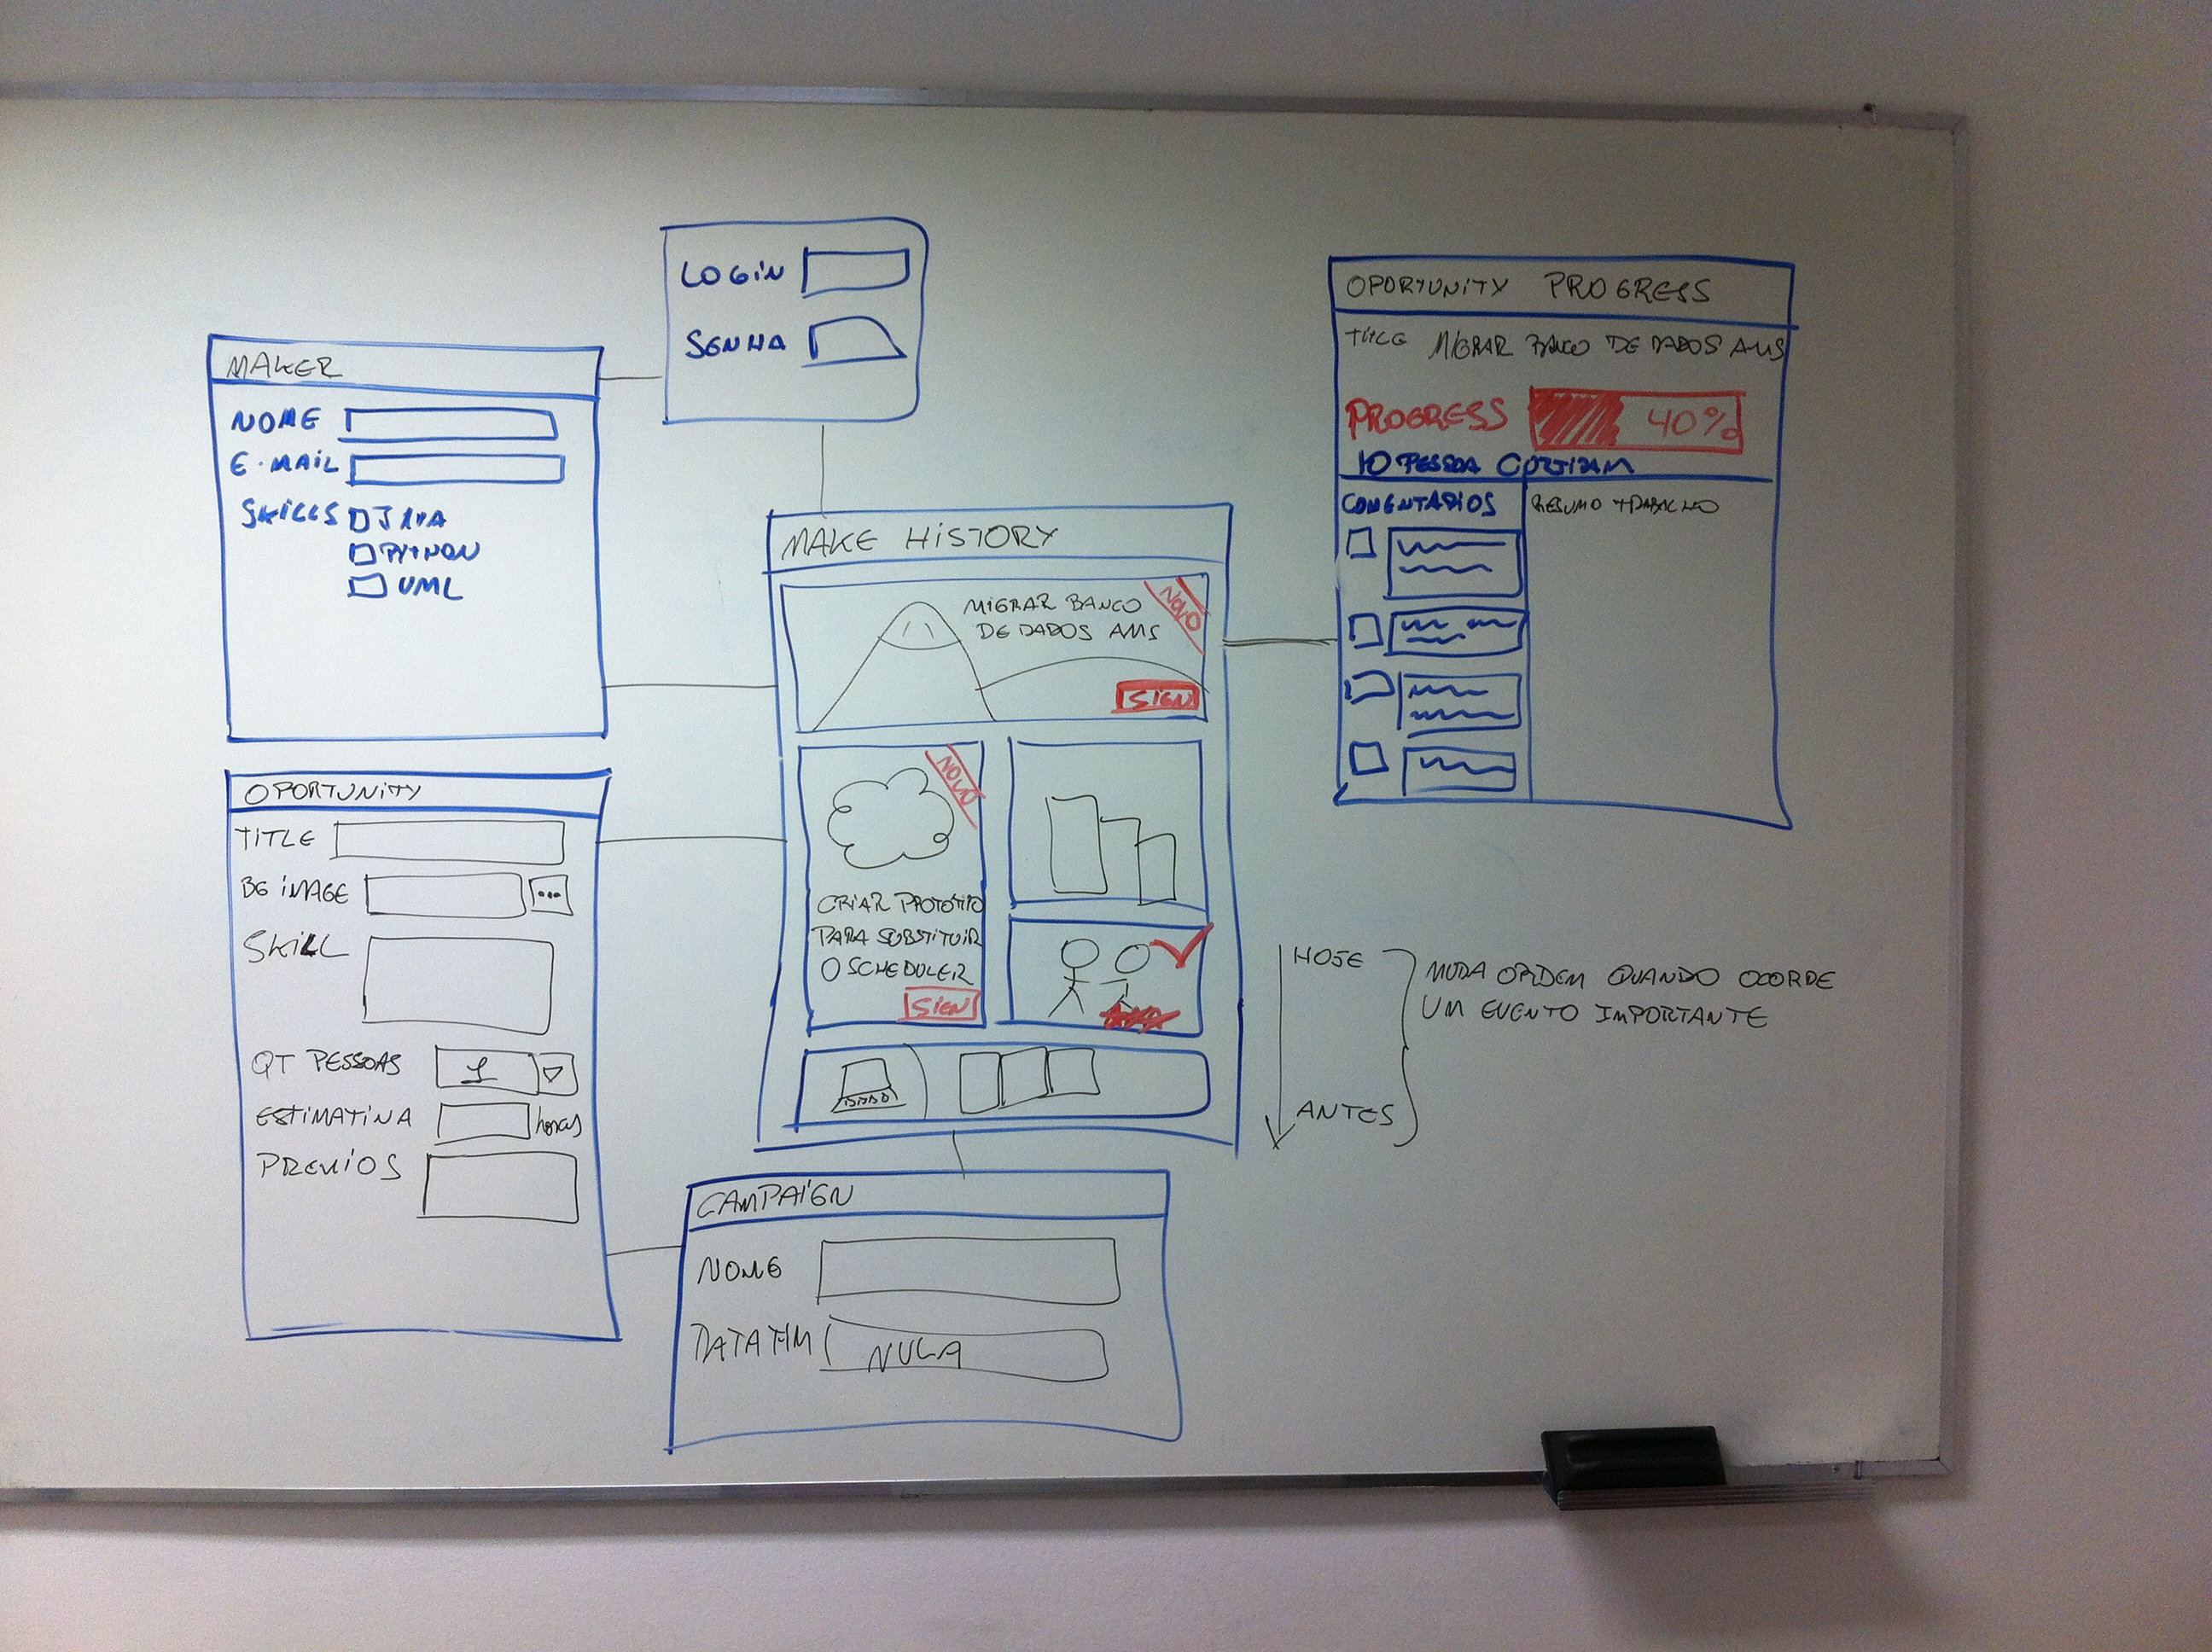 LOGIN
SENHA
MAKER
NOME
E-MAIL
SKILLS JAVA
PYTHON
UML
OPORTUNITY
TITLE
BG IMAGE ...
SKILL
QT PESSOAS 1
ESTIMATINA horas
PREMIOS
MAKE HISTORY
MIGRAR BANCO
DE DADOS AMS
NOVO
SIGN
NOVO
CRIAR PROTOTIPO
PARA SUBSTITUIR
O SCHEDULER
SIGN
CAMPAIGN
NOME
DATA FIM NULA
OPORTUNITY PROGRESS
TITLE MIGRAR BANCO DE DADOS AMS
PROGRESS 40%
10 PESSOA CURTIRAM
COMENTARIOS
RESUMO TRABALHO
HOJE
ANTES
MUDA ORDEM QUANDO OCORRE
UM EVENTO IMPORTANTE